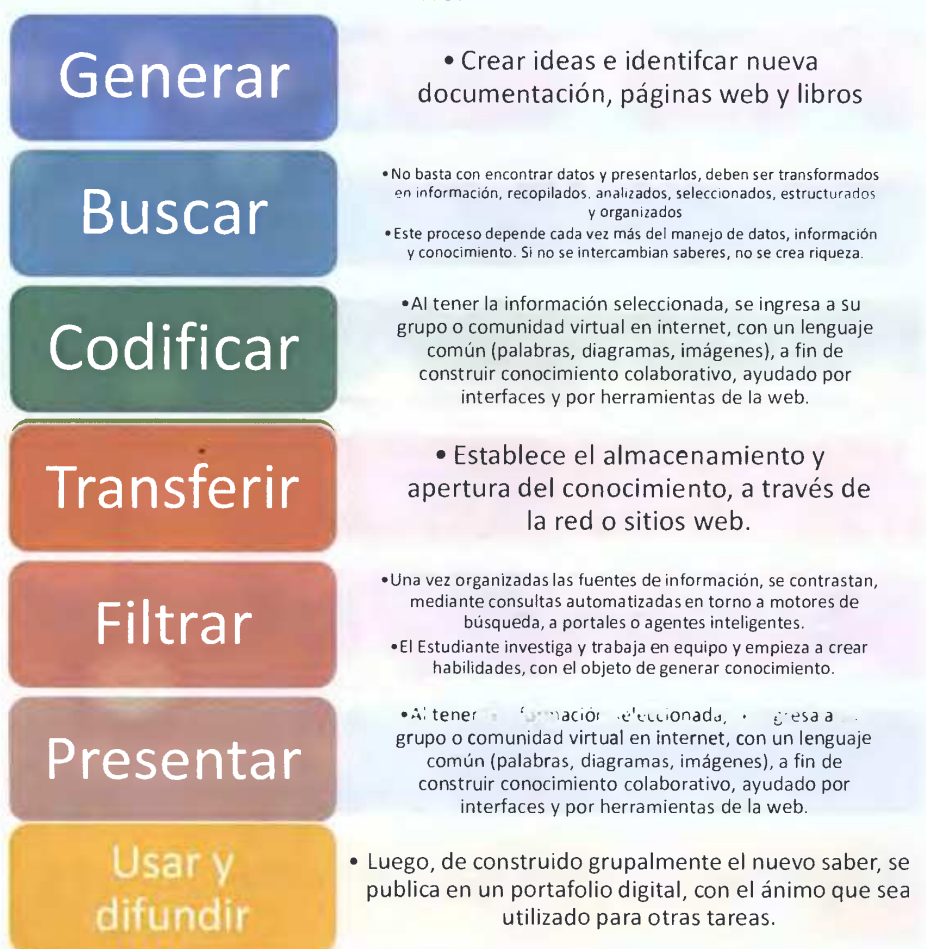 Generar
• Crear ideas e identifcar nueva
documentación, páginas web y libros
Buscar
• No basta con encontrar datos y presentarlos, deben ser transformados
en información, recopilados, analizados, seleccionados, estructurados
y organizados
• Este proceso depende cada vez más del manejo de datos, información
y conocimiento. Si no se intercambian saberes, no se crea riqueza.
Codificar
• Al tener la información seleccionada, se ingresa a su
grupo o comunidad virtual en internet, con un lenguaje
común (palabras, diagramas, imágenes), a fin de
construir conocimiento colaborativo, ayudado por
interfaces y por herramientas de la web.
Transferir
• Establece el almacenamiento y
apertura del conocimiento, a través de
la red o sitios web.
Filtrar
• Una vez organizadas las fuentes de información, se contrastan,
mediante consultas automatizadas en torno a motores de
búsqueda, a portales o agentes inteligentes.
• El Estudiante investiga y trabaja en equipo y empieza a crear
habilidades, con el objeto de generar conocimiento.
Presentar
• Al tener seleccionada, a
grupo o comunidad virtual en internet, con un lenguaje
común (palabras, diagramas, imágenes), a fin de
construir conocimiento colaborativo, ayudado por
interfaces y por herramientas de la web.
Usar y
difundir
• Luego, de construido grupalmente el nuevo saber, se
publica en un portafolio digital, con el ánimo que sea
utilizado para otras tareas.